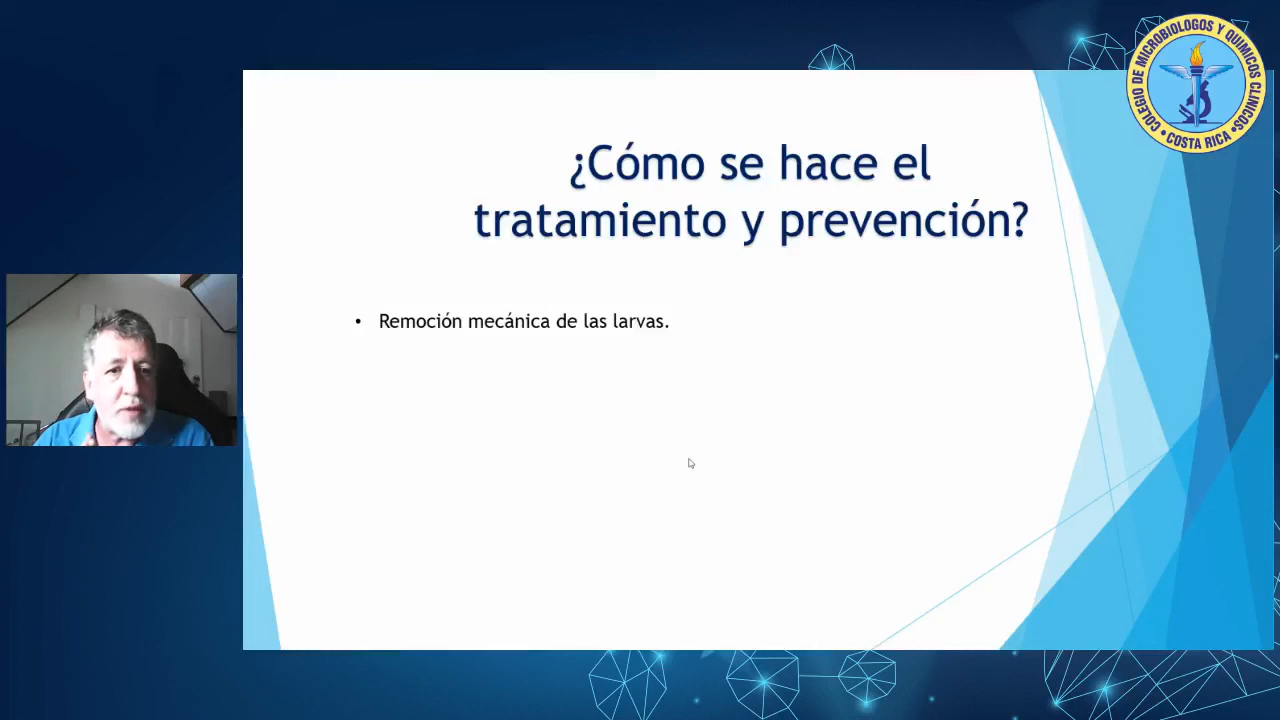 COLEGIO DE MICROBIOLOGOS Y QUIMICOS CLINICOS
• COSTA RICA •
¿Cómo se hace el
tratamiento y prevención?
• Remoción mecánica de las larvas.